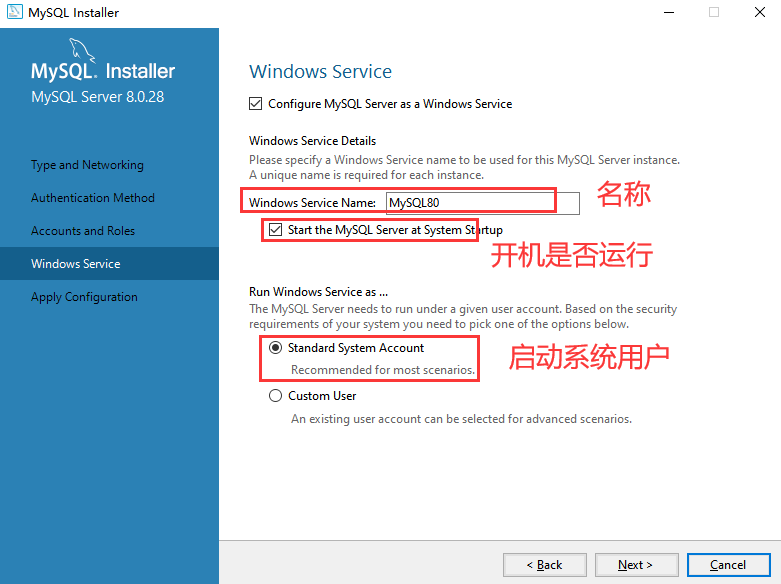 MySQL Installer
MySQL. Installer
MySQL Server 8.0.28
Type and Networking
Authentication Method
Accounts and Roles
Windows Service
Apply Configuration
Windows Service
Configure MySQL Server as a Windows Service
Windows Service Details
Please specify a Windows Service name to be used for this MySQL Server instance.
A unique name is required for each instance.
Windows Service Name: MySQL80 名称
Start the MySQL Server at System Startup
开机是否运行
Run Windows Service as ...
The MySQL Server needs to run under a given user account. Based on the security
requirements of your system you need to pick one of the options below.
Standard System Account
启动系统用户
Recommended for most scenarios.
Custom User
An existing user account can be selected for advanced scenarios.
< Back Next > Cancel